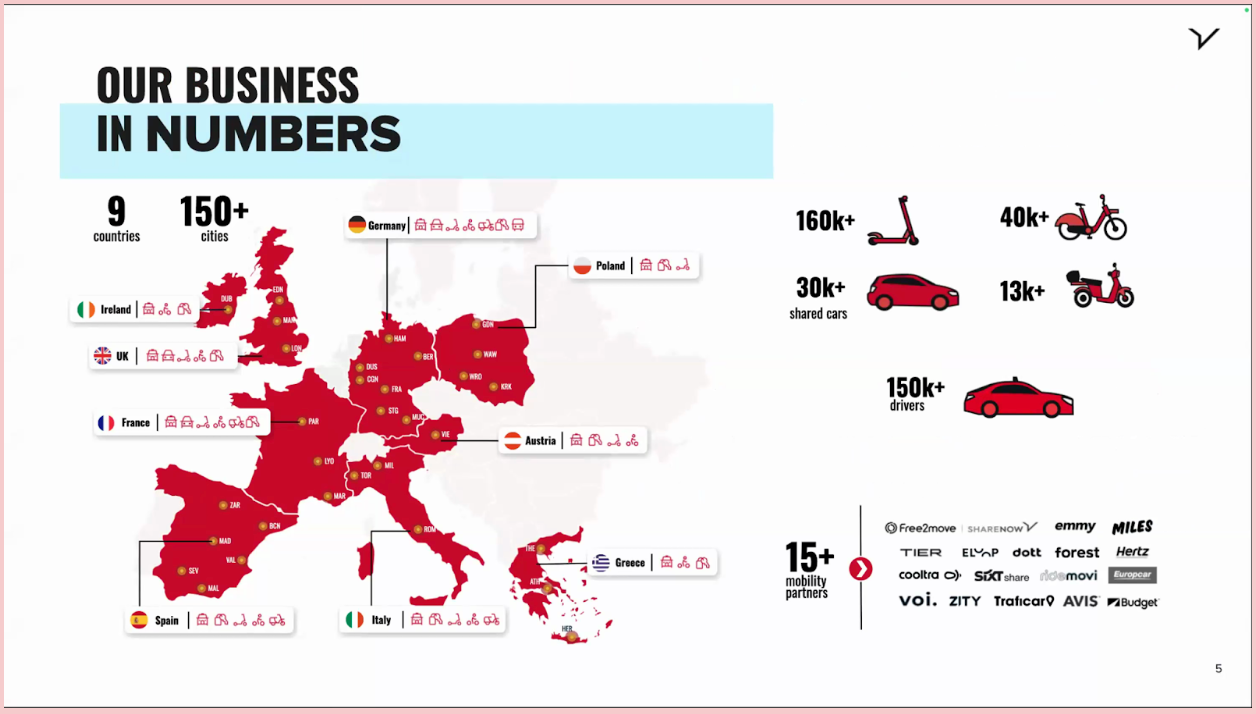 OUR BUSINESS
IN NUMBERS
9
countries
150+
cities
Germany
Poland
Ireland
UK
France
Austria
Greece
Spain
Italy
EDN
DUB
MAN
LDN
HAM
BER
DUS
CGN
FRA
STG
MUC
GDN
WAW
WRO
KRK
PAR
VIE
LYO
MIL
TOR
MAR
ZAR
BCN
ROM
MAD
VAL
SEV
MAL
THE
ATH
HER
160k+
40k+
30k+
shared cars
13k+
150k+
drivers
15+
mobility
partners
Free2move | SHARENOW emmy MILES
TIER dott forest Hertz
cooltra SIXT share ridemovi Europcar
voi. ZITY Traficar AVIS Budget
5